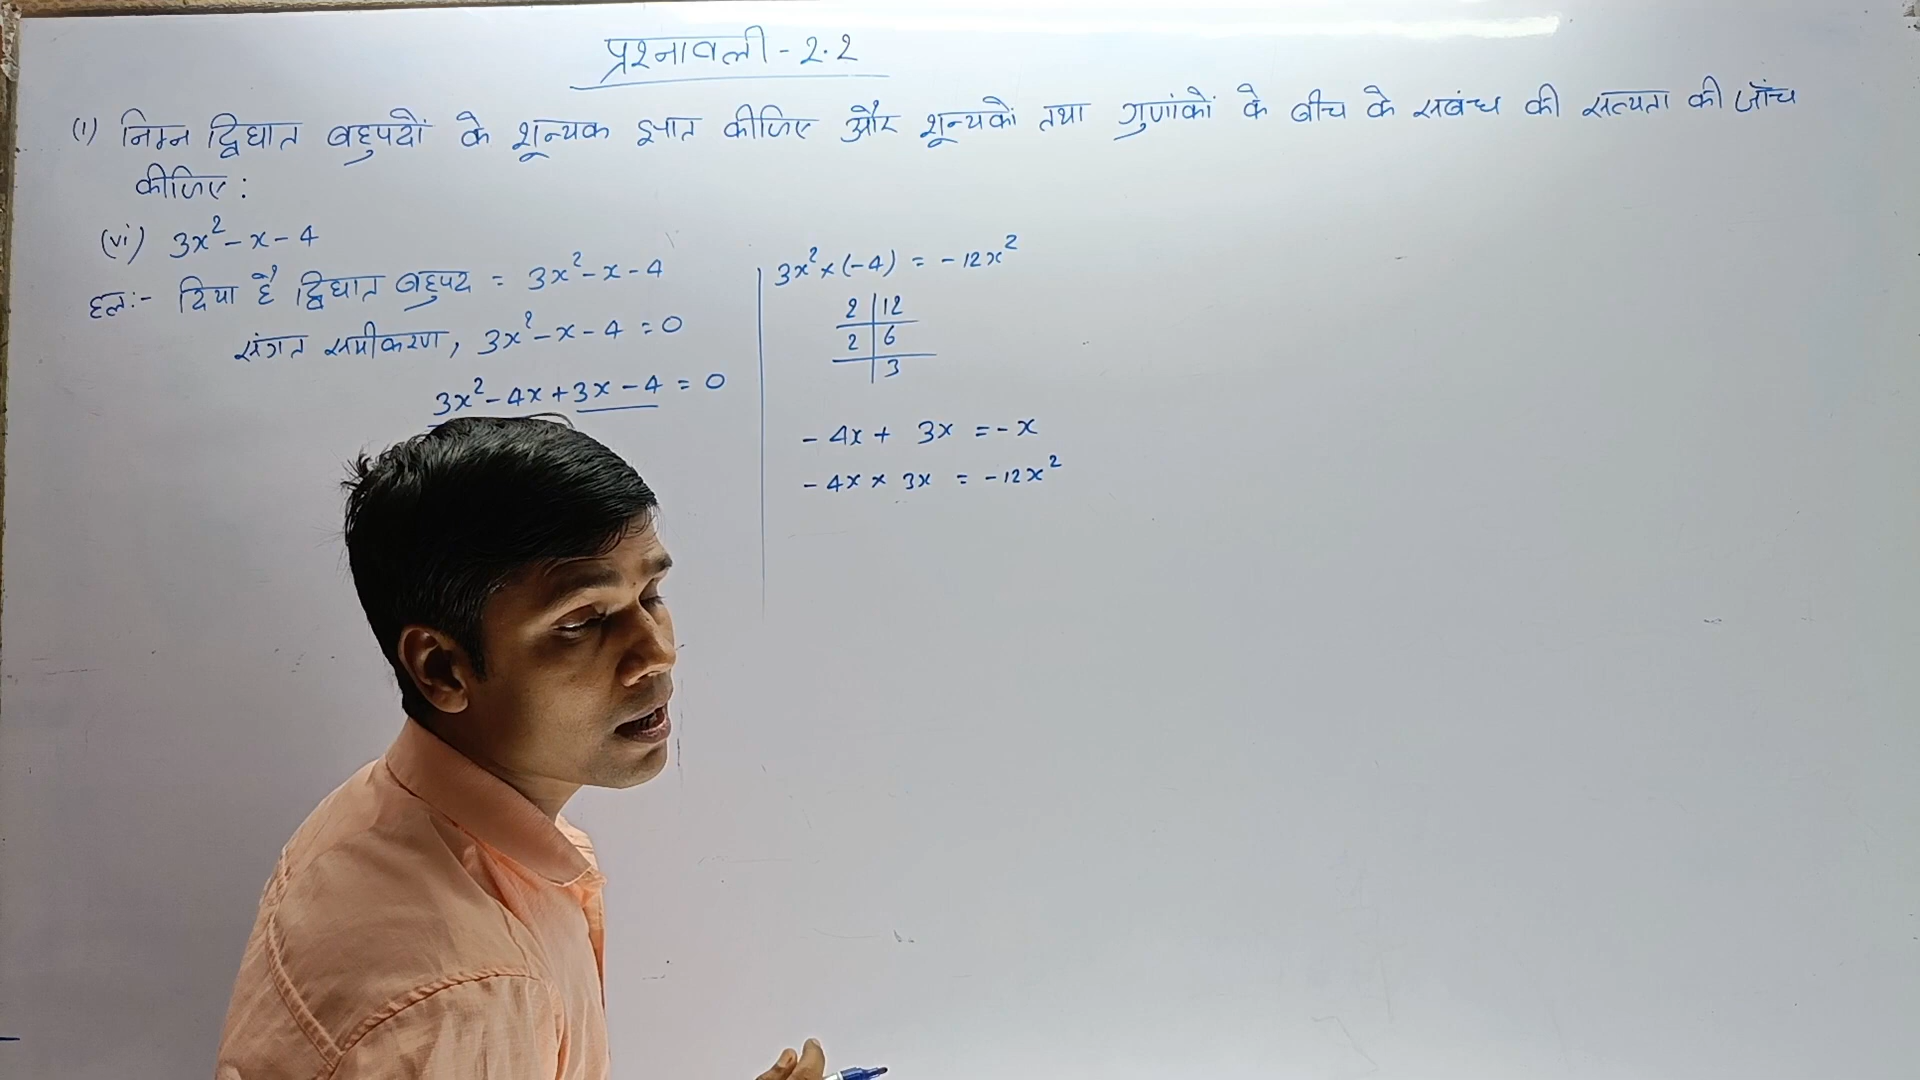 प्रश्नावली - 2.2
(1) निम्न द्विघात बहुपदों के शून्यक ज्ञात कीजिए और शून्यकों तथा गुणांकों के बीच के सबंन्ध की सत्यता की जाँच
कीजिए :
(vi) 3x² - x - 4
हल:- दिया है द्विघात बहुपद = 3x² - x - 4
संगत समीकरण, 3x² - x - 4 = 0
3x² - 4x + 3x - 4 = 0
3x² × (-4) = - 12x²
2 | 12
2 | 6
| 3
- 4x + 3x = - x
- 4x × 3x = - 12x²